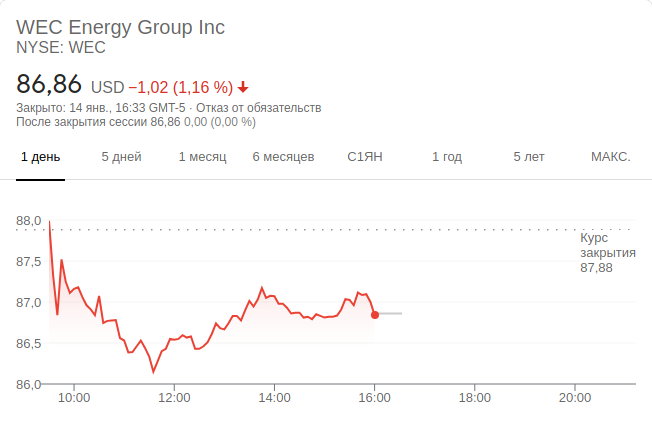 WEC Energy Group Inc
NYSE: WEC
86,86 USD −1,02 (1,16 %)
Закрыто: 14 янв., 16:33 GMT-5 · Отказ от обязательств
После закрытия сессии 86,86 0,00 (0,00 %)
1 день 5 дней 1 месяц 6 месяцев С1ЯН 1 год 5 лет МАКС.
88,0
Курс
закрытия
87,88
87,5
87,0
86,5
86,0
10:00 12:00 14:00 16:00 18:00 20:00